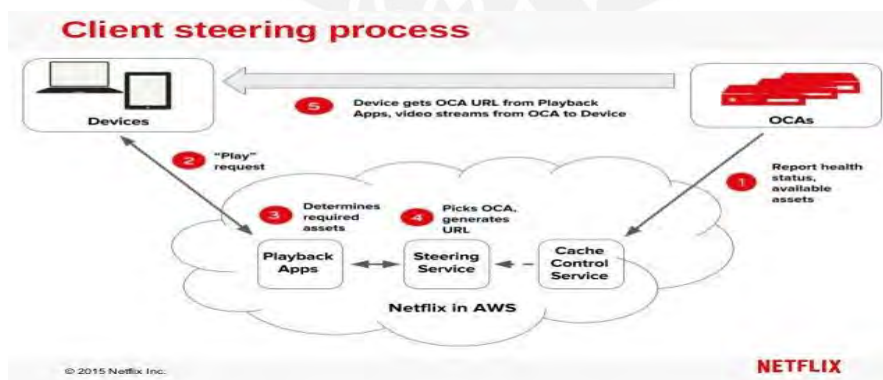 Client steering process
Devices
5
Device gets OCA URL from Playback
Apps, video streams from OCA to Device
OCAs
2
"Play"
request
1
Report health
status,
available
assets
3
Determines
required
assets
4
Picks OCA,
generates
URL
Playback
Apps
Steering
Service
Cache
Control
Service
Netflix in AWS
© 2015 Netflix Inc.
NETFLIX